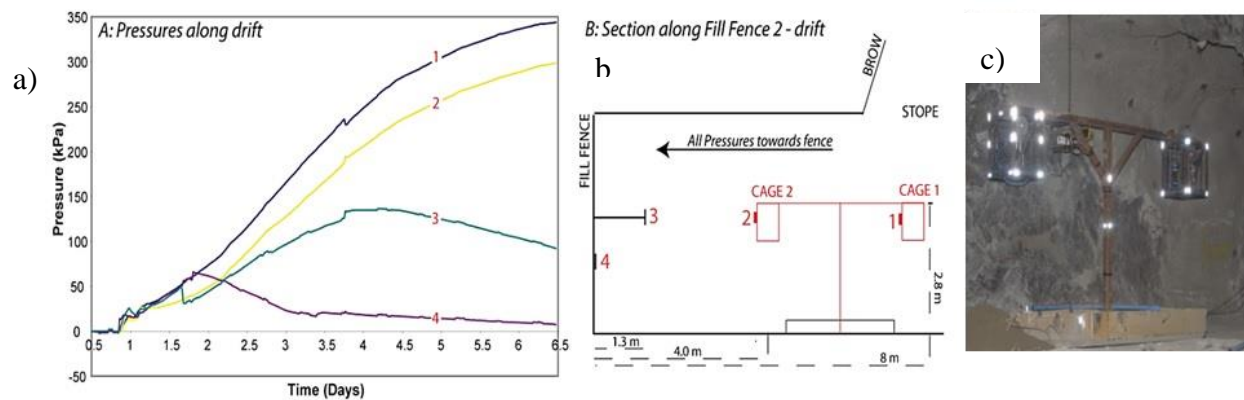 a)
A: Pressures along drift
Pressure (kPa)
350
300
250
200
150
100
50
0
-50
0.5 1 1.5 2 2.5 3 3.5 4 4.5 5 5.5 6 6.5
Time (Days)
1
2
3
4
b
B: Section along Fill Fence 2 - drift
BROW
STOPE
FILL FENCE
All Pressures towards fence
CAGE 2
CAGE 1
3
2
1
4
2.8 m
1.3 m
4.0 m
8 m
c)